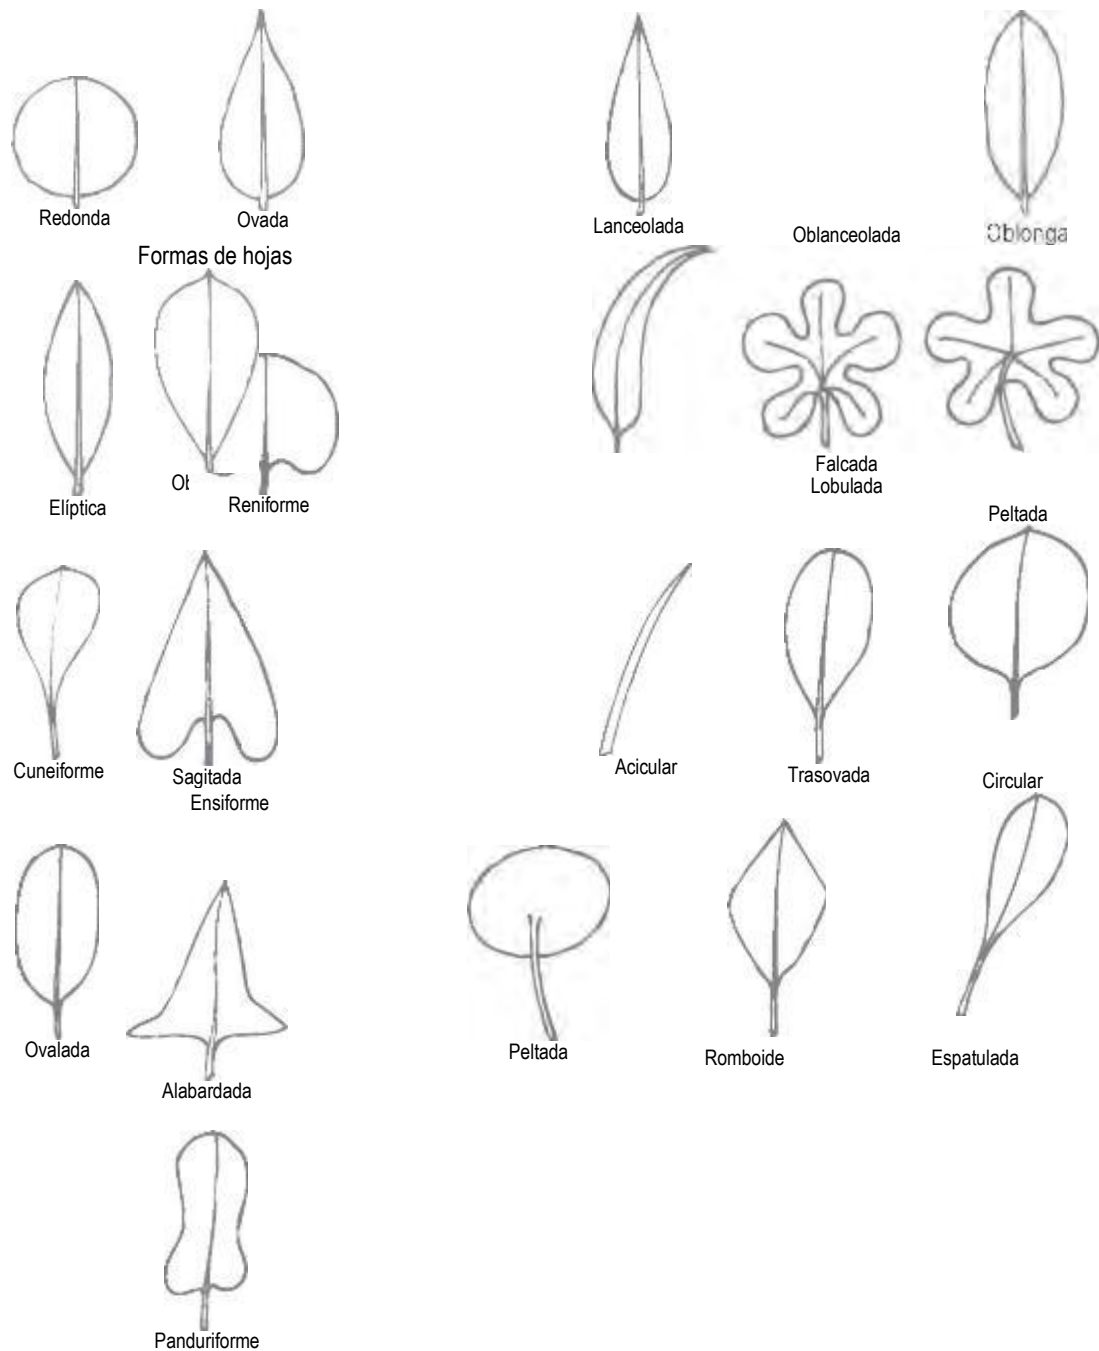 Redonda
Ovada
Lanceolada
Oblanceolada
Oblonga
Formas de hojas
Elíptica
Reniforme
Falcada
Lobulada
Peltada
Cuneiforme
Sagitada
Ensiforme
Acicular
Trasovada
Circular
Ovalada
Alabardada
Peltada
Romboide
Espatulada
Panduriforme